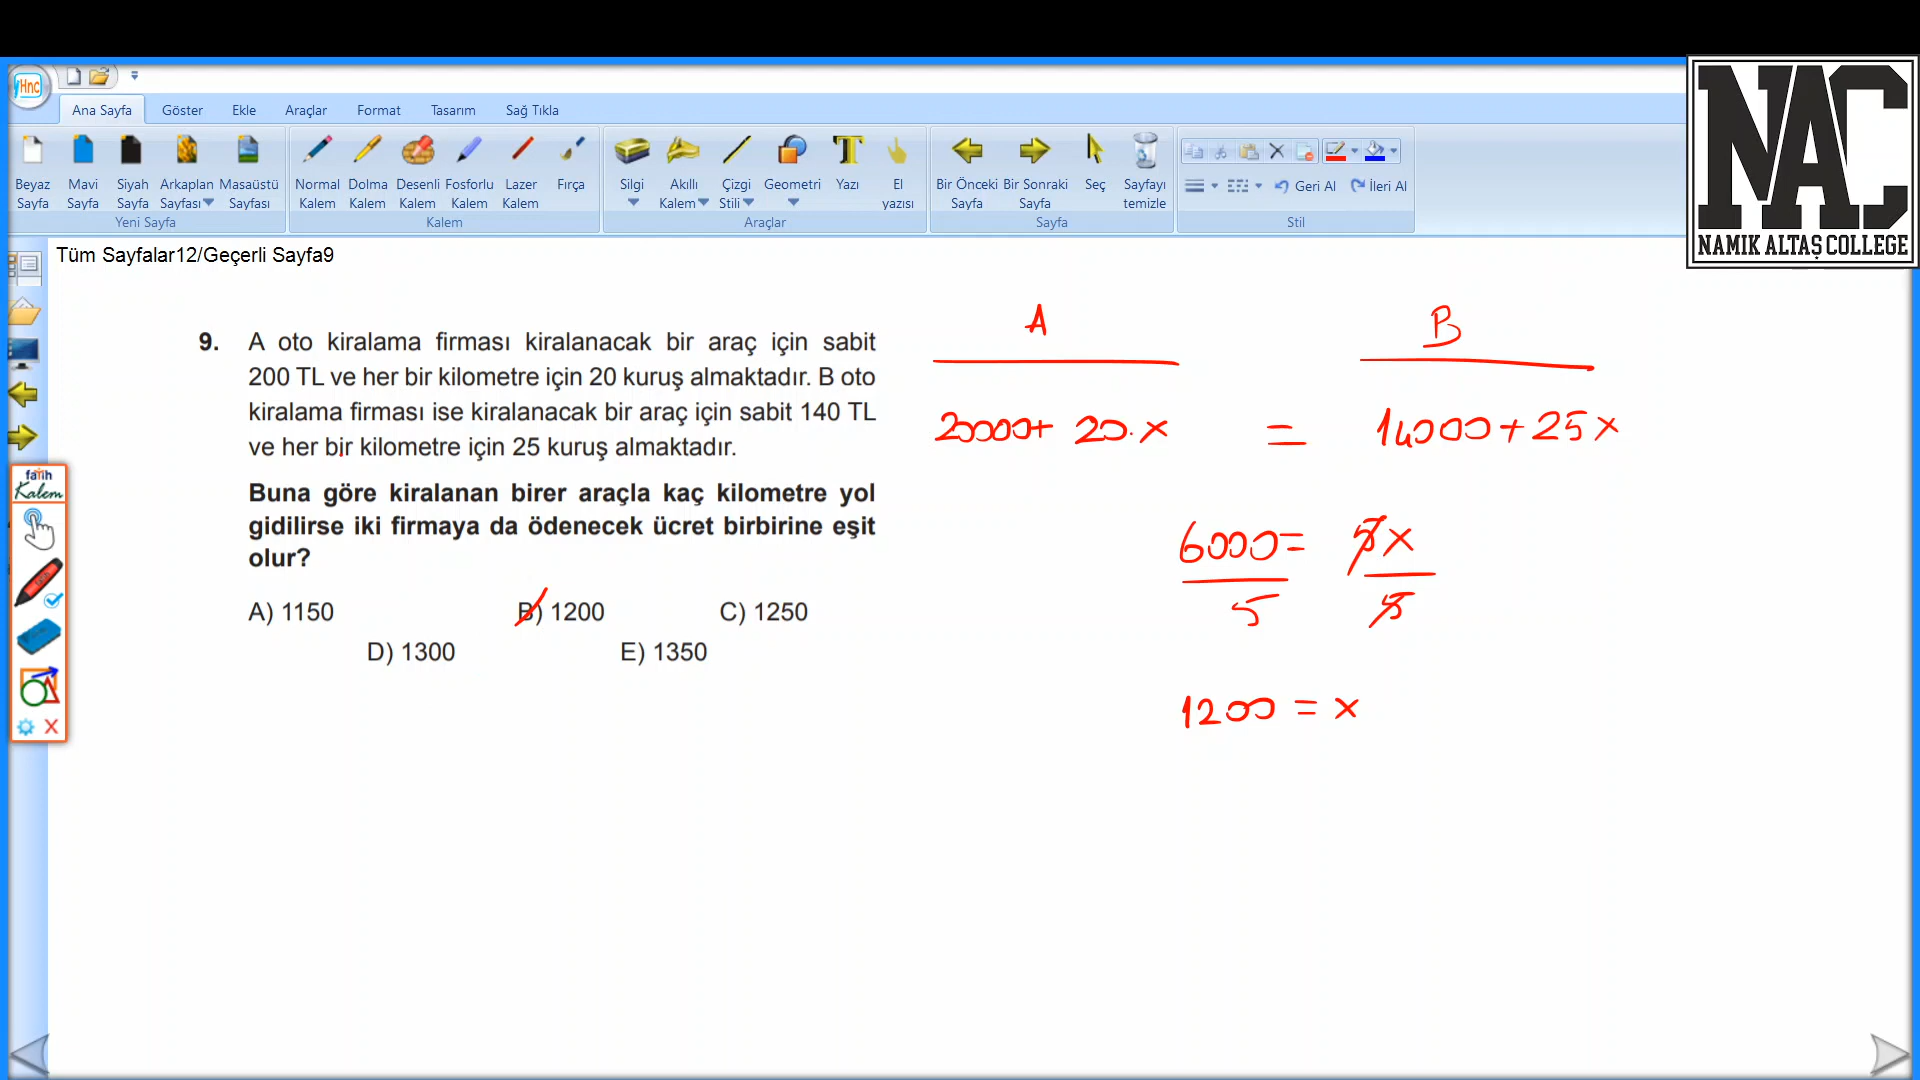 yHnc
Ana Sayfa Göster Ekle Araçlar Format Tasarım Sağ Tıkla
Beyaz Sayfa Mavi Sayfa Siyah Sayfa Arkaplan Sayfası Masaüstü Sayfası
Yeni Sayfa
Normal Kalem Dolma Kalem Desenli Kalem Fosforlu Kalem Lazer Kalem Fırça
Kalem
Silgi Akıllı Kalem Çizgi Stili Geometri Yazı El yazısı
Araçlar
Bir Önceki Sayfa Bir Sonraki Sayfa Seç Sayfayı temizle
Sayfa
Geri Al İleri Al
Stil
NAC
NAMIK ALTAŞ COLLEGE
Tüm Sayfalar12/Geçerli Sayfa9
fatih
Kalem
9. A oto kiralama firması kiralanacak bir araç için sabit
200 TL ve her bir kilometre için 20 kuruş almaktadır. B oto
kiralama firması ise kiralanacak bir araç için sabit 140 TL
ve her bir kilometre için 25 kuruş almaktadır.
Buna göre kiralanan birer araçla kaç kilometre yol
gidilirse iki firmaya da ödenecek ücret birbirine eşit
olur?
A) 1150 B) 1200 C) 1250
D) 1300 E) 1350
A B
20000+ 20.x = 14000+25x
6000= 5x
5 5
1200 = x